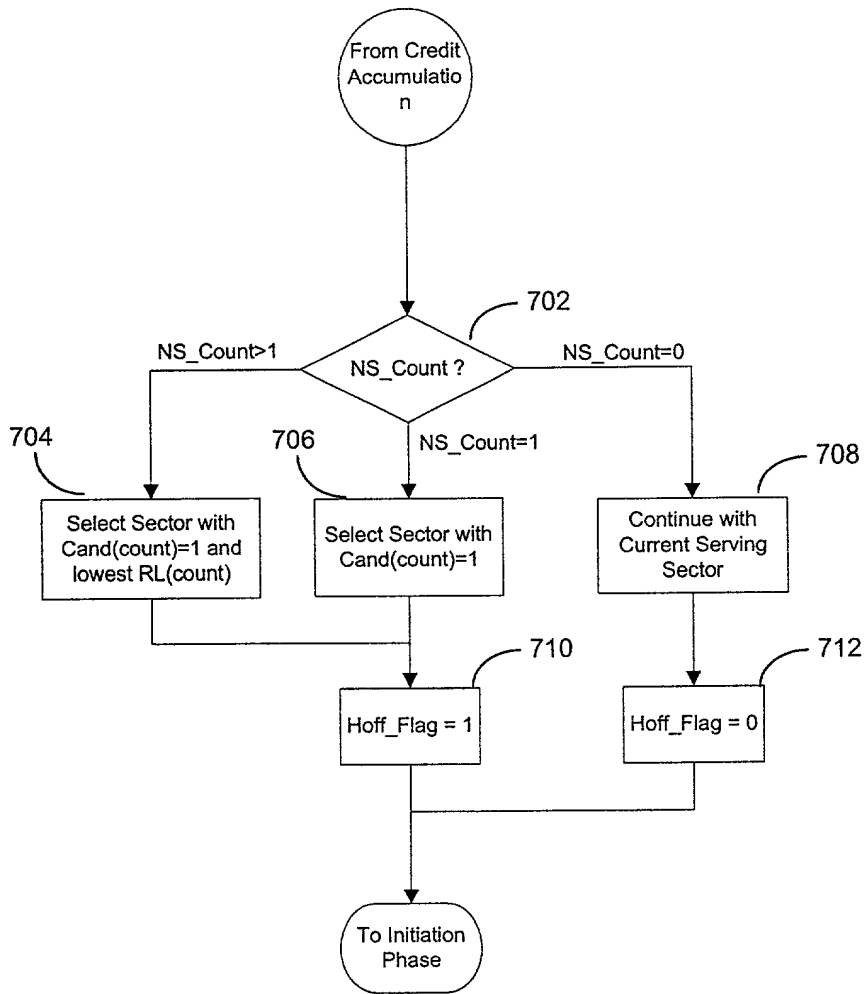 From Credit
Accumulatio
n
702
NS_Count>1
NS_Count ?
NS_Count=0
704
706
NS_Count=1
708
Select Sector with
Cand(count)=1 and
lowest RL(count)
Select Sector with
Cand(count)=1
Continue with
Current Serving
Sector
710
712
Hoff_Flag = 1
Hoff_Flag = 0
To Initiation
Phase